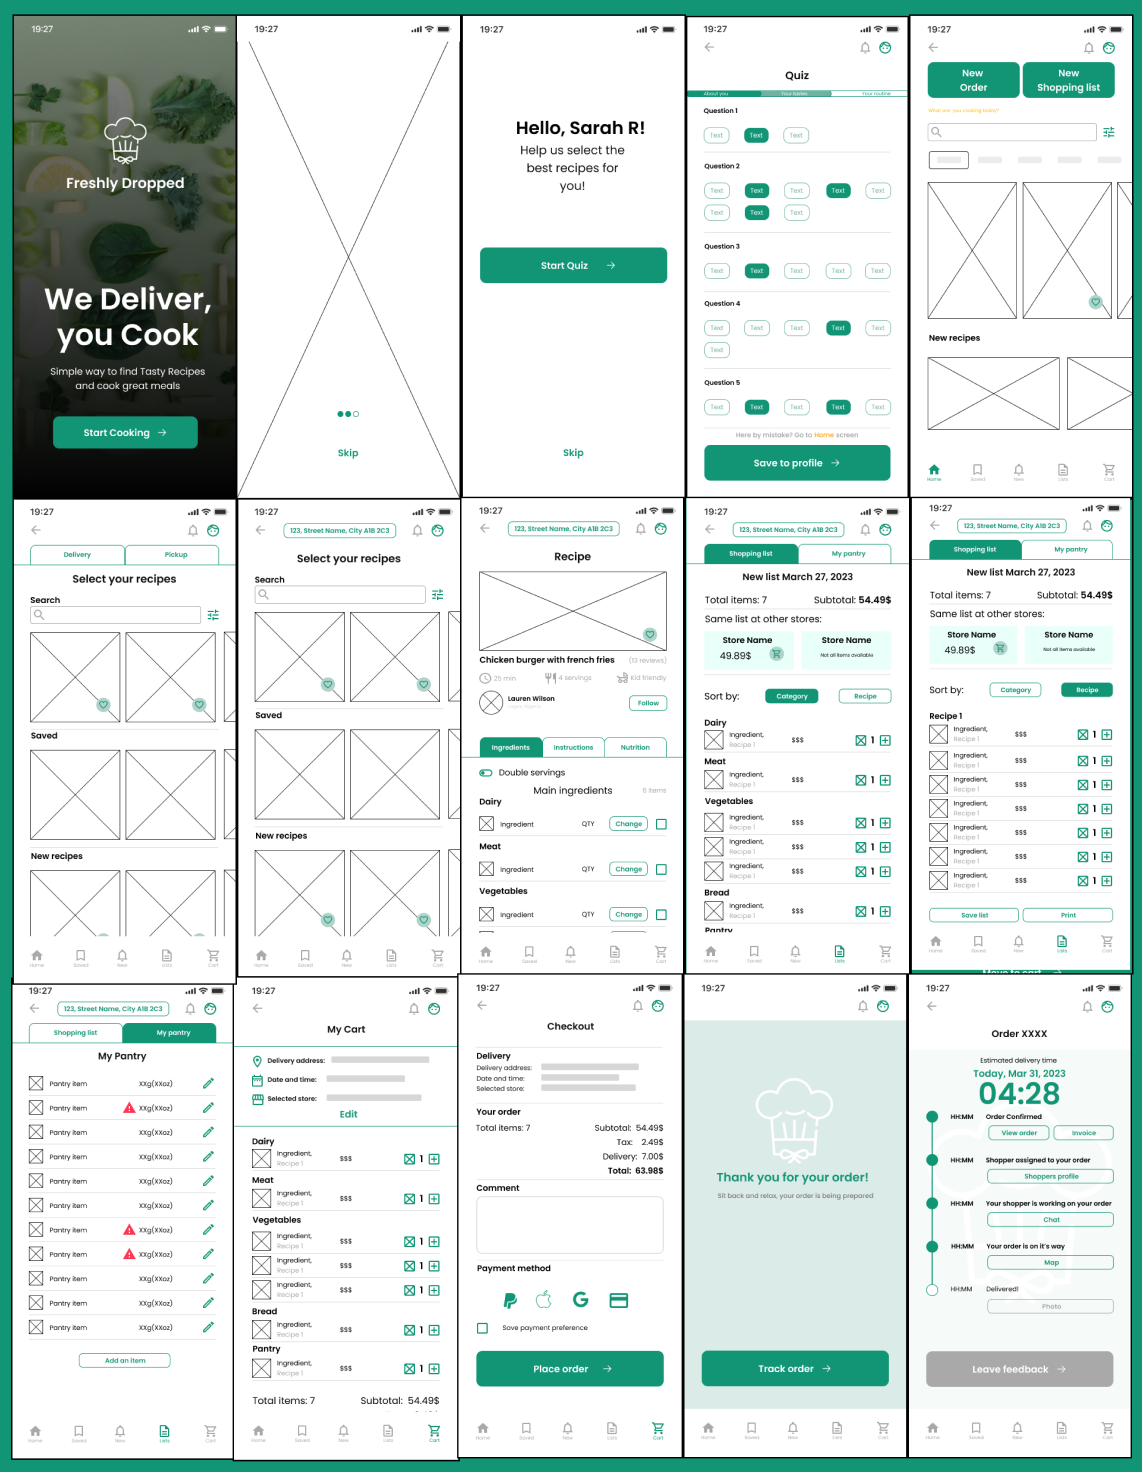 19:27
Freshly Dropped
We Deliver,
you Cook
Simple way to find Tasty Recipes
and cook great meals
Start Cooking
19:27
Skip
19:27
Hello, Sarah R!
Help us select the
best recipes for
you!
Start Quiz
Skip
19:27
Quiz
About you
Your tastes
Your routine
Question 1
Text Text Text
Question 2
Text Text Text Text Text
Text Text Text
Question 3
Text Text Text Text Text
Question 4
Text Text Text Text Text
Text
Question 5
Text Text Text Text Text
Here by mistake? Go to Home screen
Save to profile
19:27
New
Order
New
Shopping list
What are you cooking today?
New recipes
Home Saved New Lists Cart
19:27
Delivery Pickup
Select your recipes
Search
Saved
New recipes
Home Saved New Lists Cart
19:27
123, Street Name, City A1B 2C3
Select your recipes
Search
Saved
New recipes
Home Saved New Lists Cart
19:27
123, Street Name, City A1B 2C3
Recipe
Chicken burger with french fries (13 reviews)
25 min 4 servings Kid friendly
Lauren Wilson
Follow
Ingredients Instructions Nutrition
Double servings
Main ingredients 6 Items
Dairy
Ingredient QTY Change
Meat
Ingredient QTY Change
Vegetables
Ingredient QTY Change
Home Saved New Lists Cart
19:27
123, Street Name, City A1B 2C3
Shopping list My pantry
New list March 27, 2023
Total items: 7 Subtotal: 54.49$
Same list at other stores:
Store Name
49.89$
Store Name
Not all items available
Sort by: Category Recipe
Dairy
Ingredient,
Recipe 1
$$$ 1
Meat
Ingredient,
Recipe 1
$$$ 1
Vegetables
Ingredient,
Recipe 1
$$$ 1
Ingredient,
Recipe 1
$$$ 1
Ingredient,
Recipe 1
$$$ 1
Bread
Ingredient,
Recipe 1
$$$ 1
Pantry
Home Saved New Lists Cart
19:27
123, Street Name, City A1B 2C3
Shopping list My pantry
New list March 27, 2023
Total items: 7 Subtotal: 54.49$
Same list at other stores:
Store Name
49.89$
Store Name
Not all items available
Sort by: Category Recipe
Recipe 1
Ingredient,
Recipe 1
$$$ 1
Ingredient,
Recipe 1
$$$ 1
Ingredient,
Recipe 1
$$$ 1
Ingredient,
Recipe 1
$$$ 1
Ingredient,
Recipe 1
$$$ 1
Ingredient,
Recipe 1
$$$ 1
Ingredient,
Recipe 1
$$$ 1
Save list Print
Home Saved New Lists Cart
Move to cart
19:27
123, Street Name, City A1B 2C3
Shopping list My pantry
My Pantry
Pantry item XXg(XXoz)
Pantry item XXg(XXoz)
Pantry item XXg(XXoz)
Pantry item XXg(XXoz)
Pantry item XXg(XXoz)
Pantry item XXg(XXoz)
Pantry item XXg(XXoz)
Pantry item XXg(XXoz)
Pantry item XXg(XXoz)
Pantry item XXg(XXoz)
Pantry item XXg(XXoz)
Add an item
Home Saved New Lists Cart
19:27
My Cart
Delivery address:
Date and time:
Selected store:
Edit
Dairy
Ingredient,
Recipe 1
$$$ 1
Meat
Ingredient,
Recipe 1
$$$ 1
Vegetables
Ingredient,
Recipe 1
$$$ 1
Ingredient,
Recipe 1
$$$ 1
Ingredient,
Recipe 1
$$$ 1
Bread
Ingredient,
Recipe 1
$$$ 1
Pantry
Ingredient,
Recipe 1
$$$ 1
Total items: 7 Subtotal: 54.49$
Home Saved New Lists Cart
19:27
Checkout
Delivery
Delivery address:
Date and time:
Selected store:
Your order
Total items: 7 Subtotal: 54.49$
Tax: 2.49$
Delivery: 7.00$
Total: 63.98$
Comment
Payment method
Save payment preference
Place order
Home Saved New Lists Cart
19:27
Thank you for your order!
Sit back and relax, your order is being prepared
Track order
Home Saved New Lists Cart
19:27
Order XXXX
Estimated delivery time
Today, Mar 31, 2023
04:28
HH:MM Order Confirmed
View order Invoice
HH:MM Shopper assigned to your order
Shoppers profile
HH:MM Your shopper is working on your order
Chat
HH:MM Your order is on it's way
Map
HH:MM Delivered!
Photo
Leave feedback
Home Saved New Lists Cart